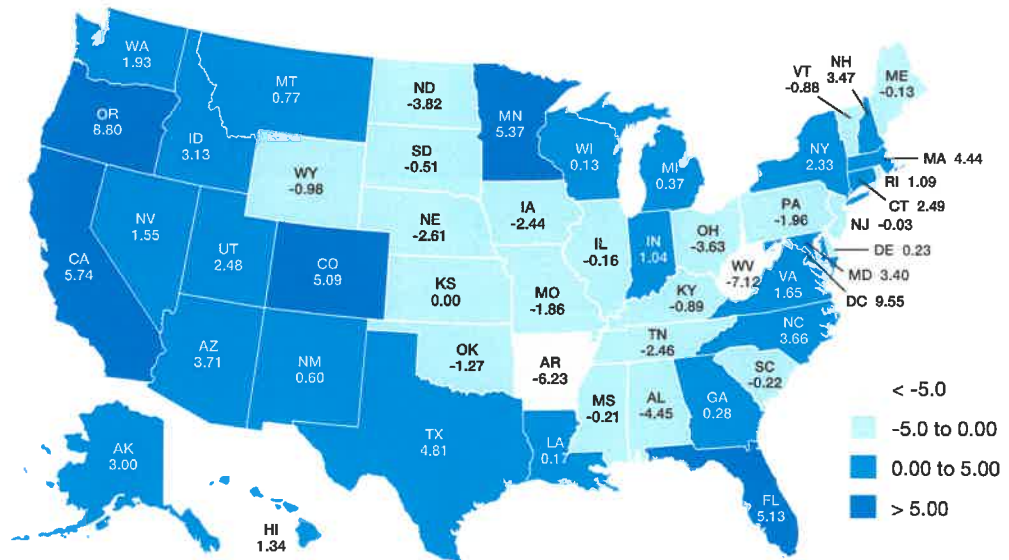 WA
1.93
MT
0.77
ND
-3.82
MN
5.37
VT
-0.88
NH
3.47
ME
-0.13
OR
8.80
ID
3.13
SD
-0.51
WI
0.13
MI
0.37
NY
2.33
MA 4.44
WY
-0.98
RI 1.09
CT 2.49
NV
1.55
NE
-2.61
IA
-2.44
PA
-1.96
NJ -0.03
CA
5.74
UT
2.48
CO
5.09
IL
-0.16
IN
1.04
OH
-3.63
WV
-7.12
DE 0.23
MD 3.40
DC 9.55
VA
1.65
KS
0.00
MO
-1.86
KY
-0.89
NC
3.66
AZ
3.71
NM
0.60
OK
-1.27
AR
-6.23
TN
-2.46
SC
-0.22
MS
-0.21
AL
-4.45
GA
0.28
TX
4.81
LA
0.17
AK
3.00
HI
1.34
FL
5.13
< -5.0
-5.0 to 0.00
0.00 to 5.00
> 5.00